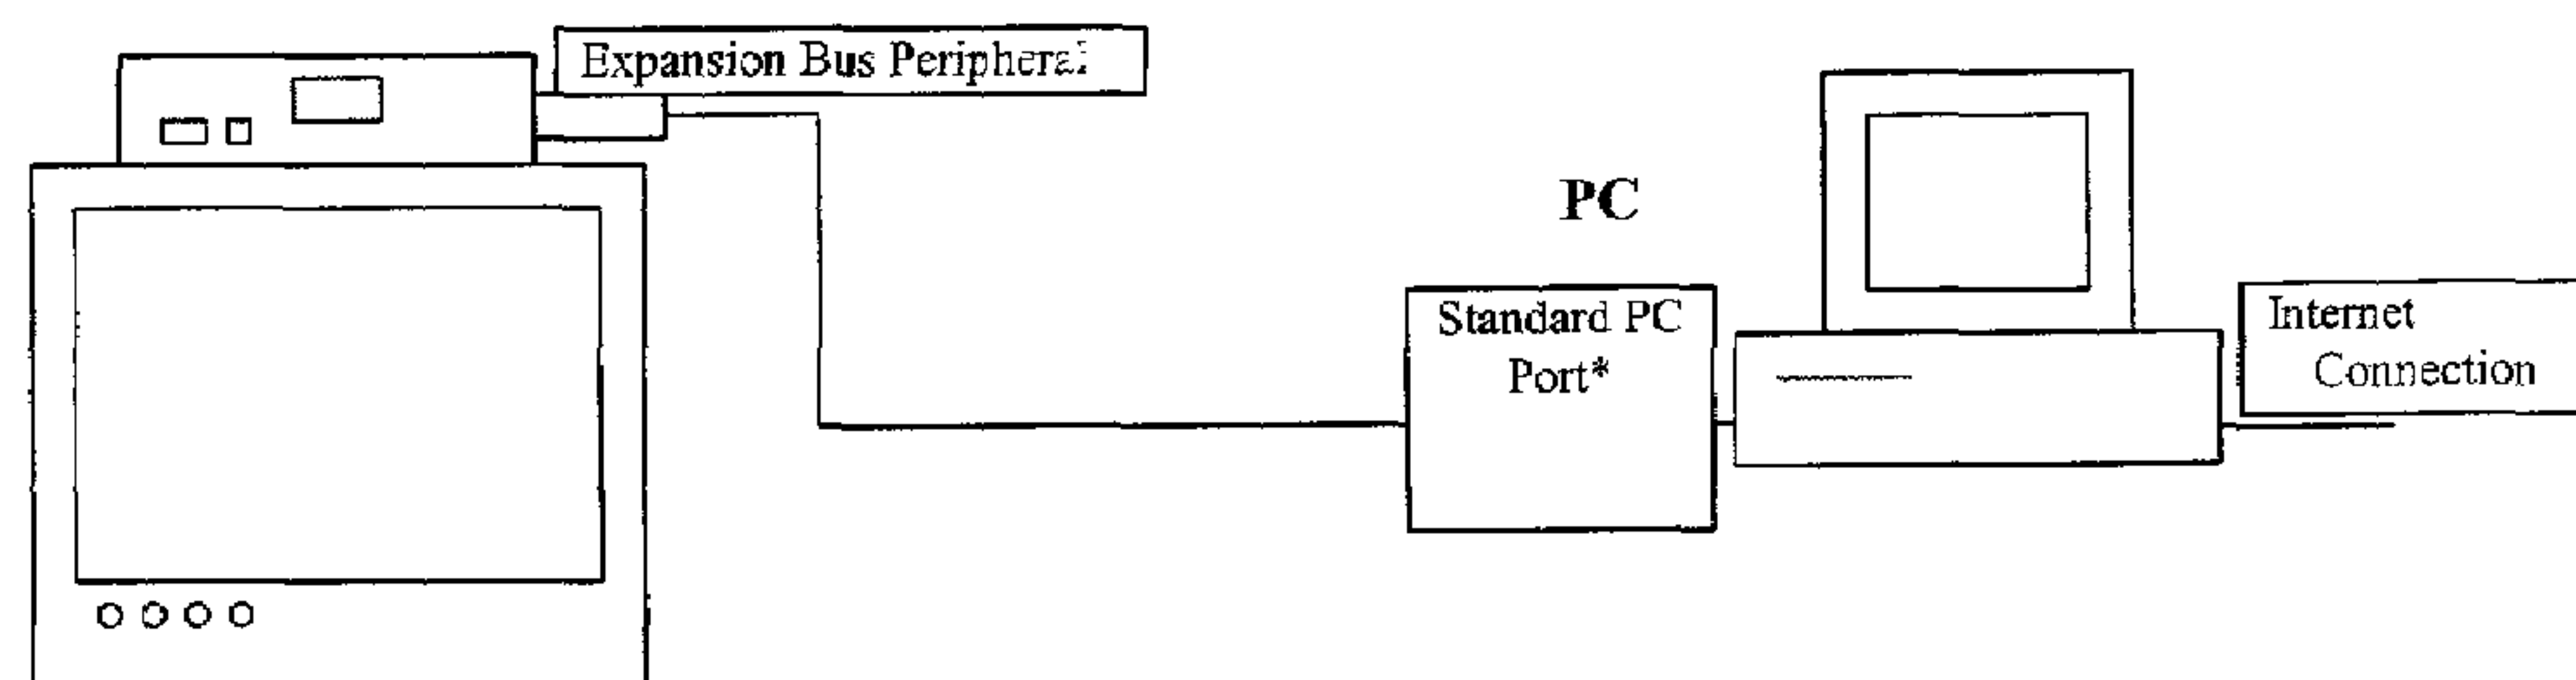 Expansion Bus Peripheral
PC
Standard PC
Port*
Internet
Connection